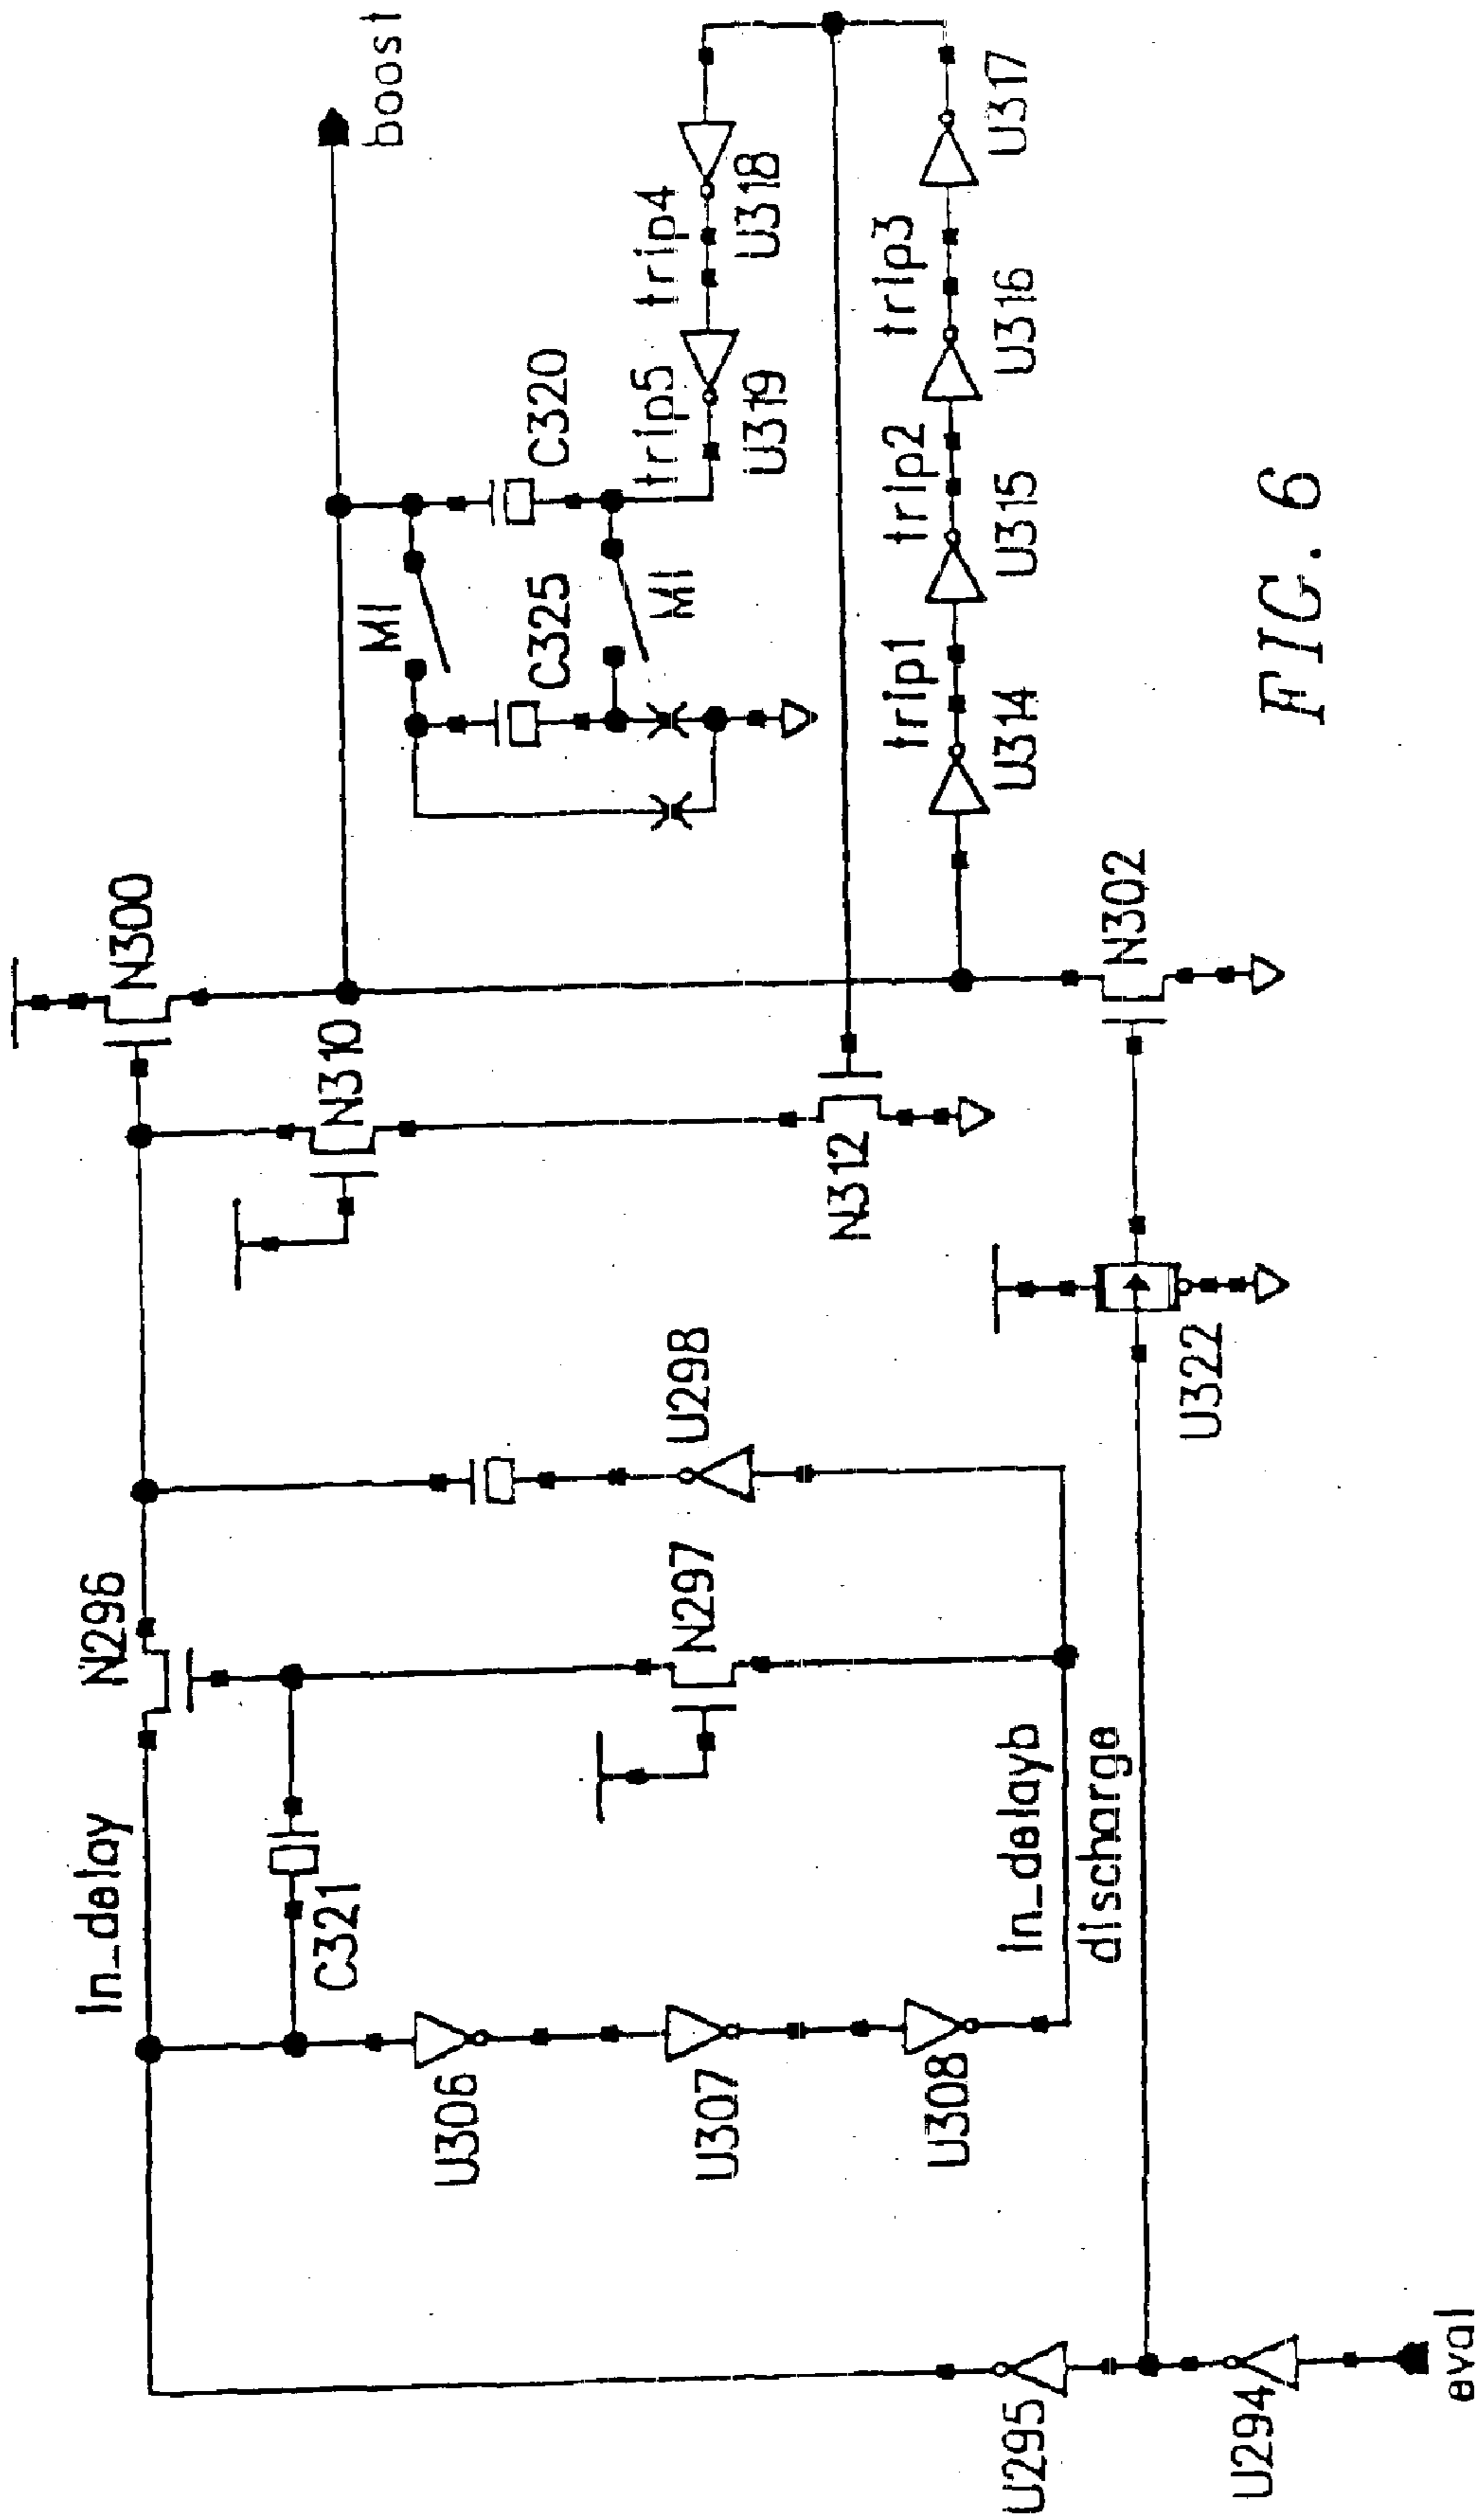 boost
N300
N310
MI
C325
C320
MI
trip5
trip4
U319
U318
N312
trip1
trip2
trip3
U314
U315
U316
U317
N302
N296
N297
U298
U322
In_delay
C321
In_delayb
discharge
U306
U307
U308
U295
U294
eval
FIG. 6